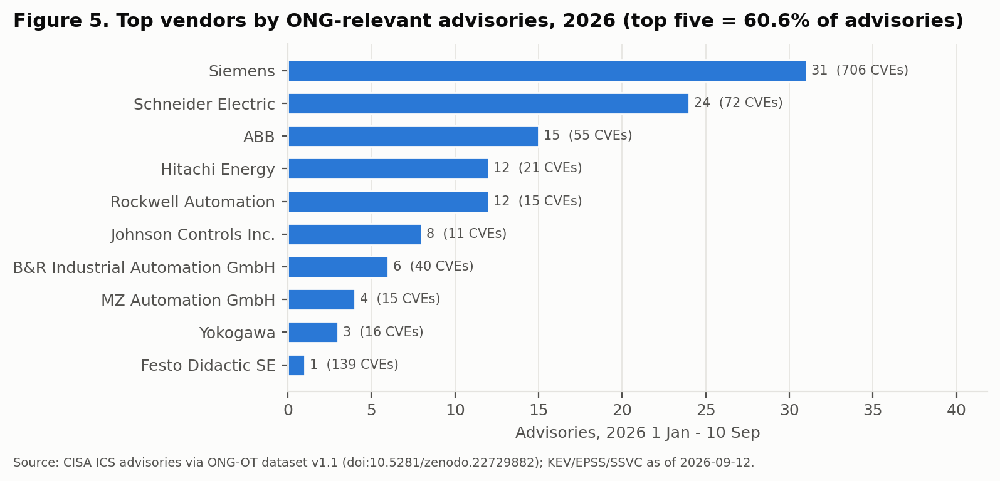 Figure 5. Top vendors by ONG-relevant advisories, 2026 (top five = 60.6% of advisories)
Siemens 31 (706 CVEs)
Schneider Electric 24 (72 CVEs)
ABB 15 (55 CVEs)
Hitachi Energy 12 (21 CVEs)
Rockwell Automation 12 (15 CVEs)
Johnson Controls Inc. 8 (11 CVEs)
B&R Industrial Automation GmbH 6 (40 CVEs)
MZ Automation GmbH 4 (15 CVEs)
Yokogawa 3 (16 CVEs)
Festo Didactic SE 1 (139 CVEs)
0 5 10 15 20 25 30 35 40
Advisories, 2026 1 Jan - 10 Sep
Source: CISA ICS advisories via ONG-OT dataset v1.1 (doi:10.5281/zenodo.22729882); KEV/EPSS/SSVC as of 2026-09-12.